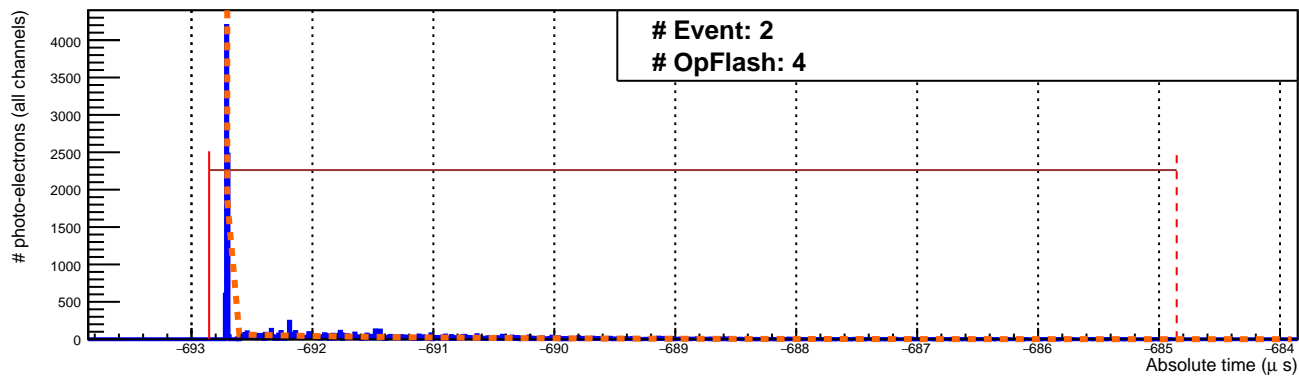 # Event: 2
# OpFlash: 4
# photo-electrons (all channels)
4000
3500
3000
2500
2000
1500
1000
500
0
−693 −692 −691 −690 −689 −688 −687 −686 −685 −684
Absolute time (μ s)